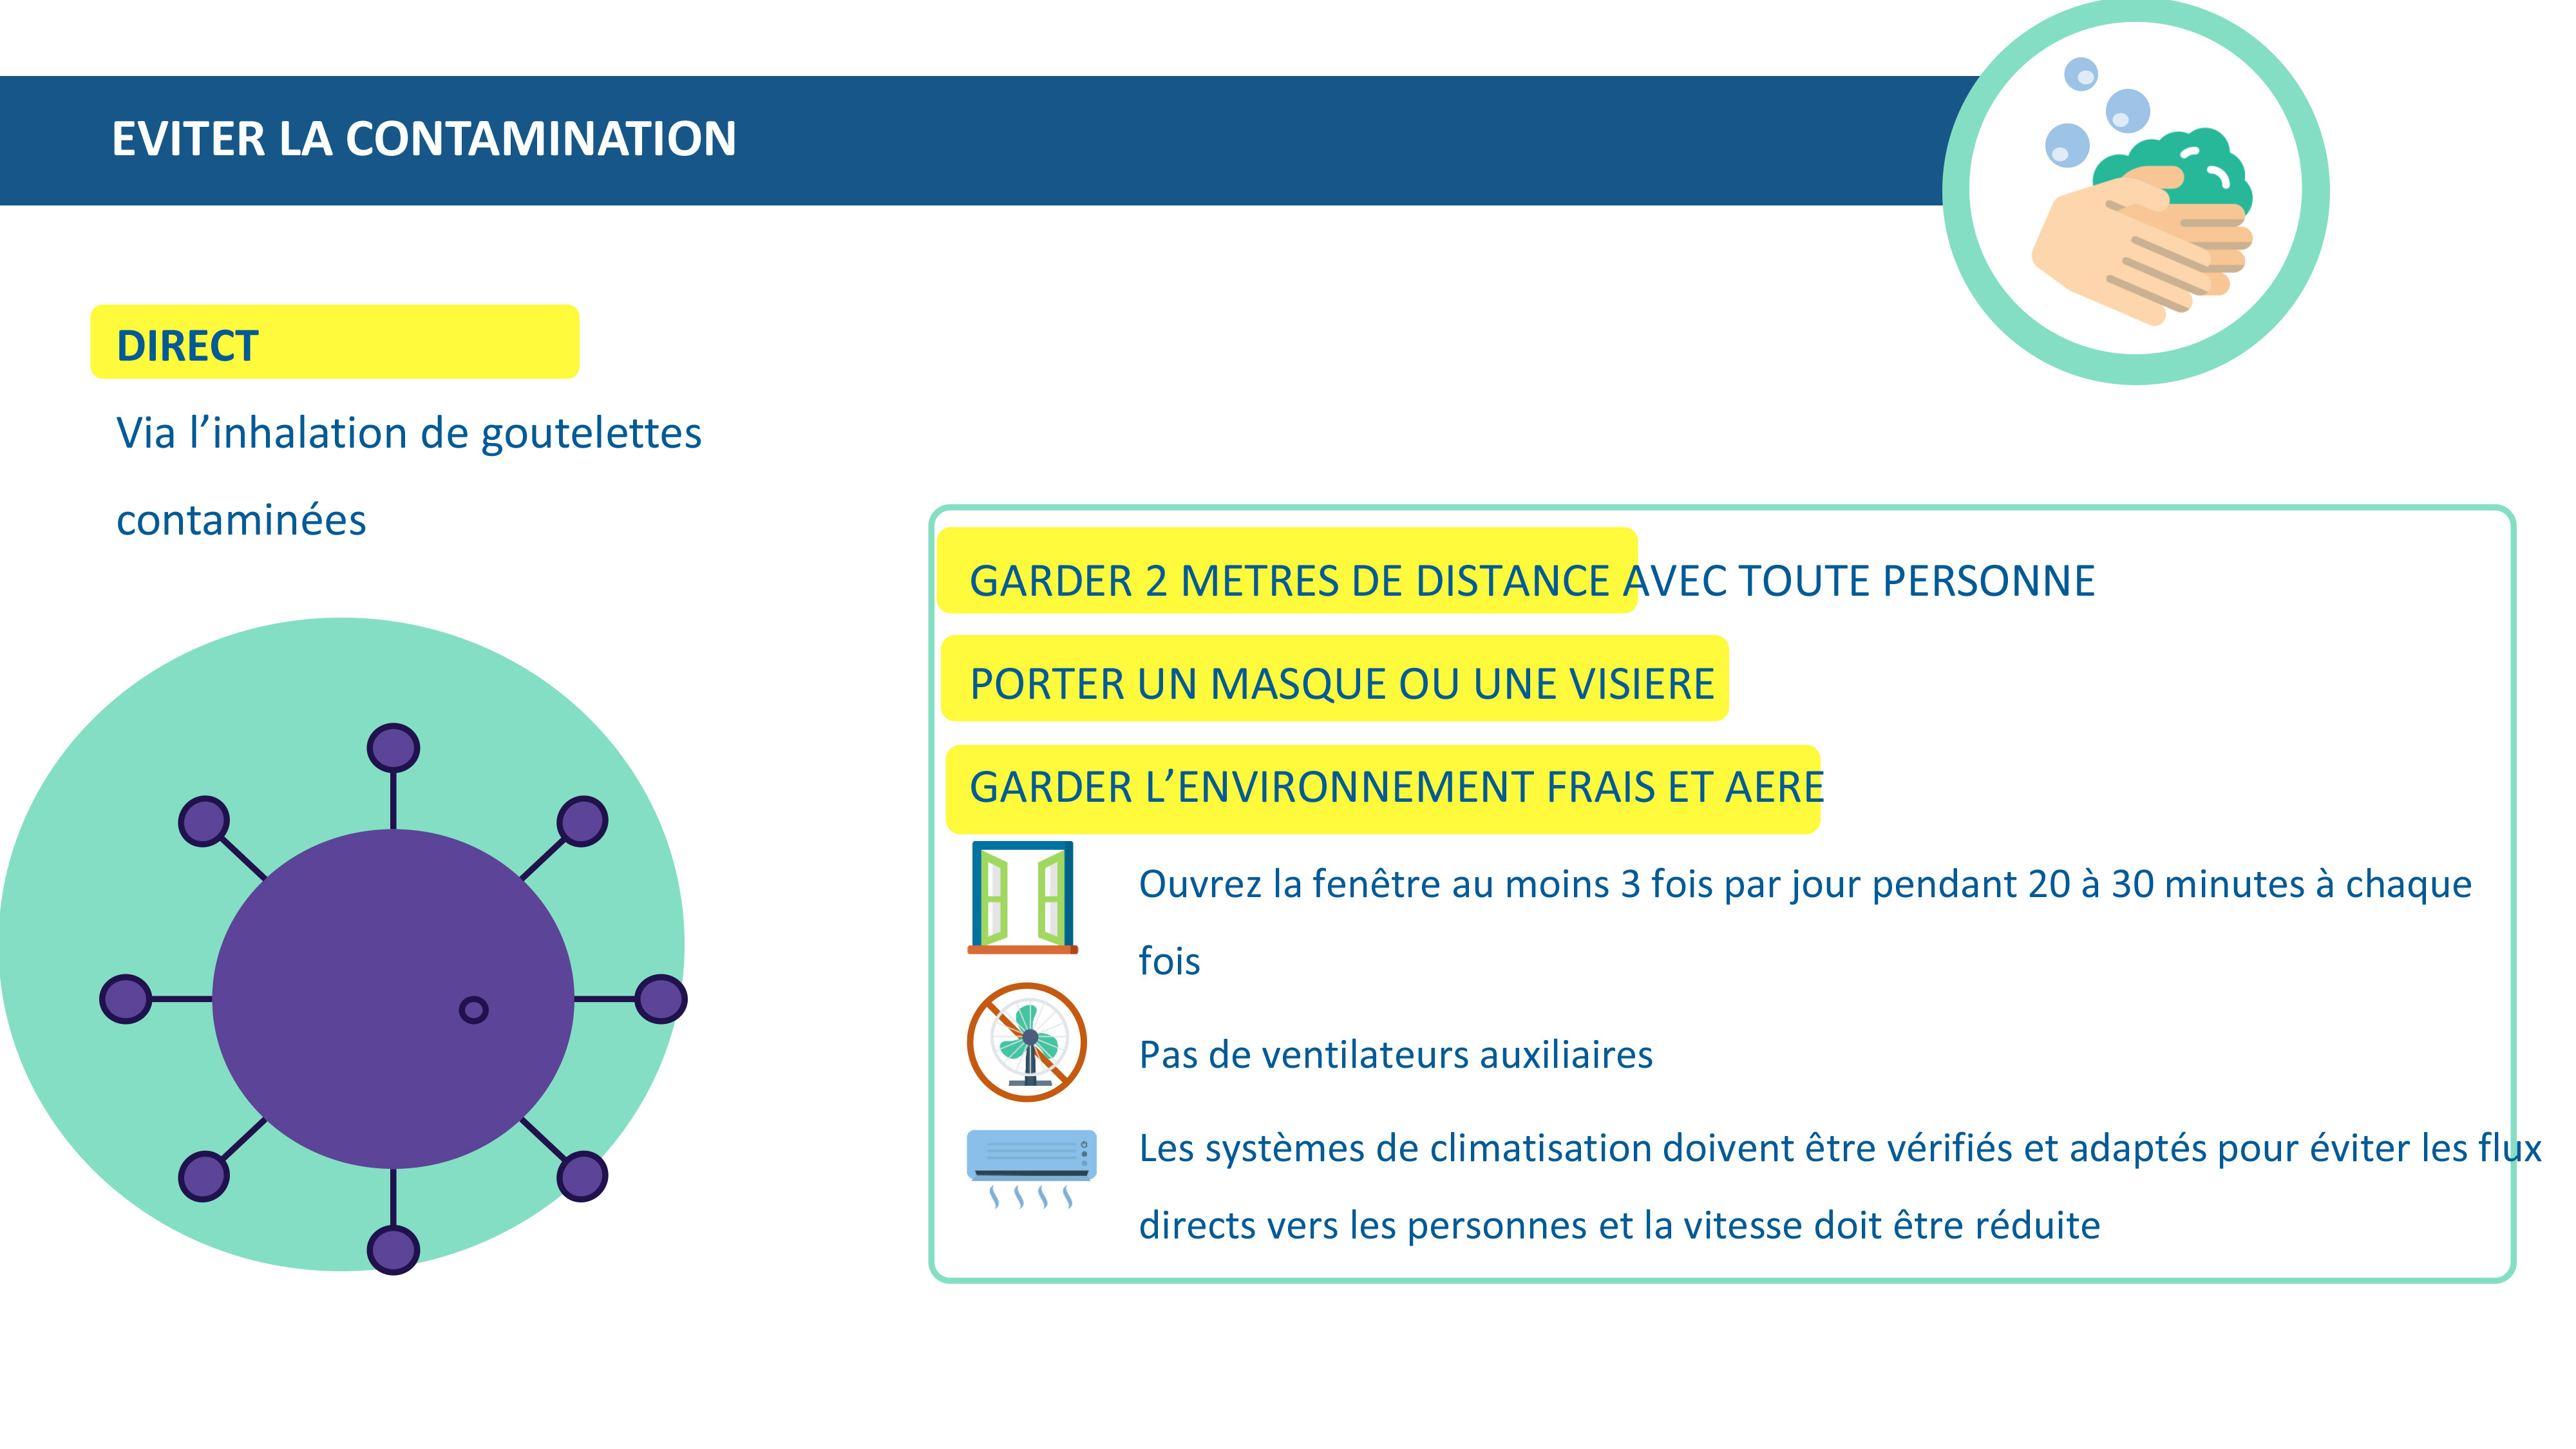 EVITER LA CONTAMINATION
DIRECT
Via l’inhalation de goutelettes
contaminées
GARDER 2 METRES DE DISTANCE AVEC TOUTE PERSONNE
PORTER UN MASQUE OU UNE VISIERE
GARDER L’ENVIRONNEMENT FRAIS ET AERE
Ouvrez la fenêtre au moins 3 fois par jour pendant 20 à 30 minutes à chaque
fois
Pas de ventilateurs auxiliaires
Les systèmes de climatisation doivent être vérifiés et adaptés pour éviter les flux
directs vers les personnes et la vitesse doit être réduite